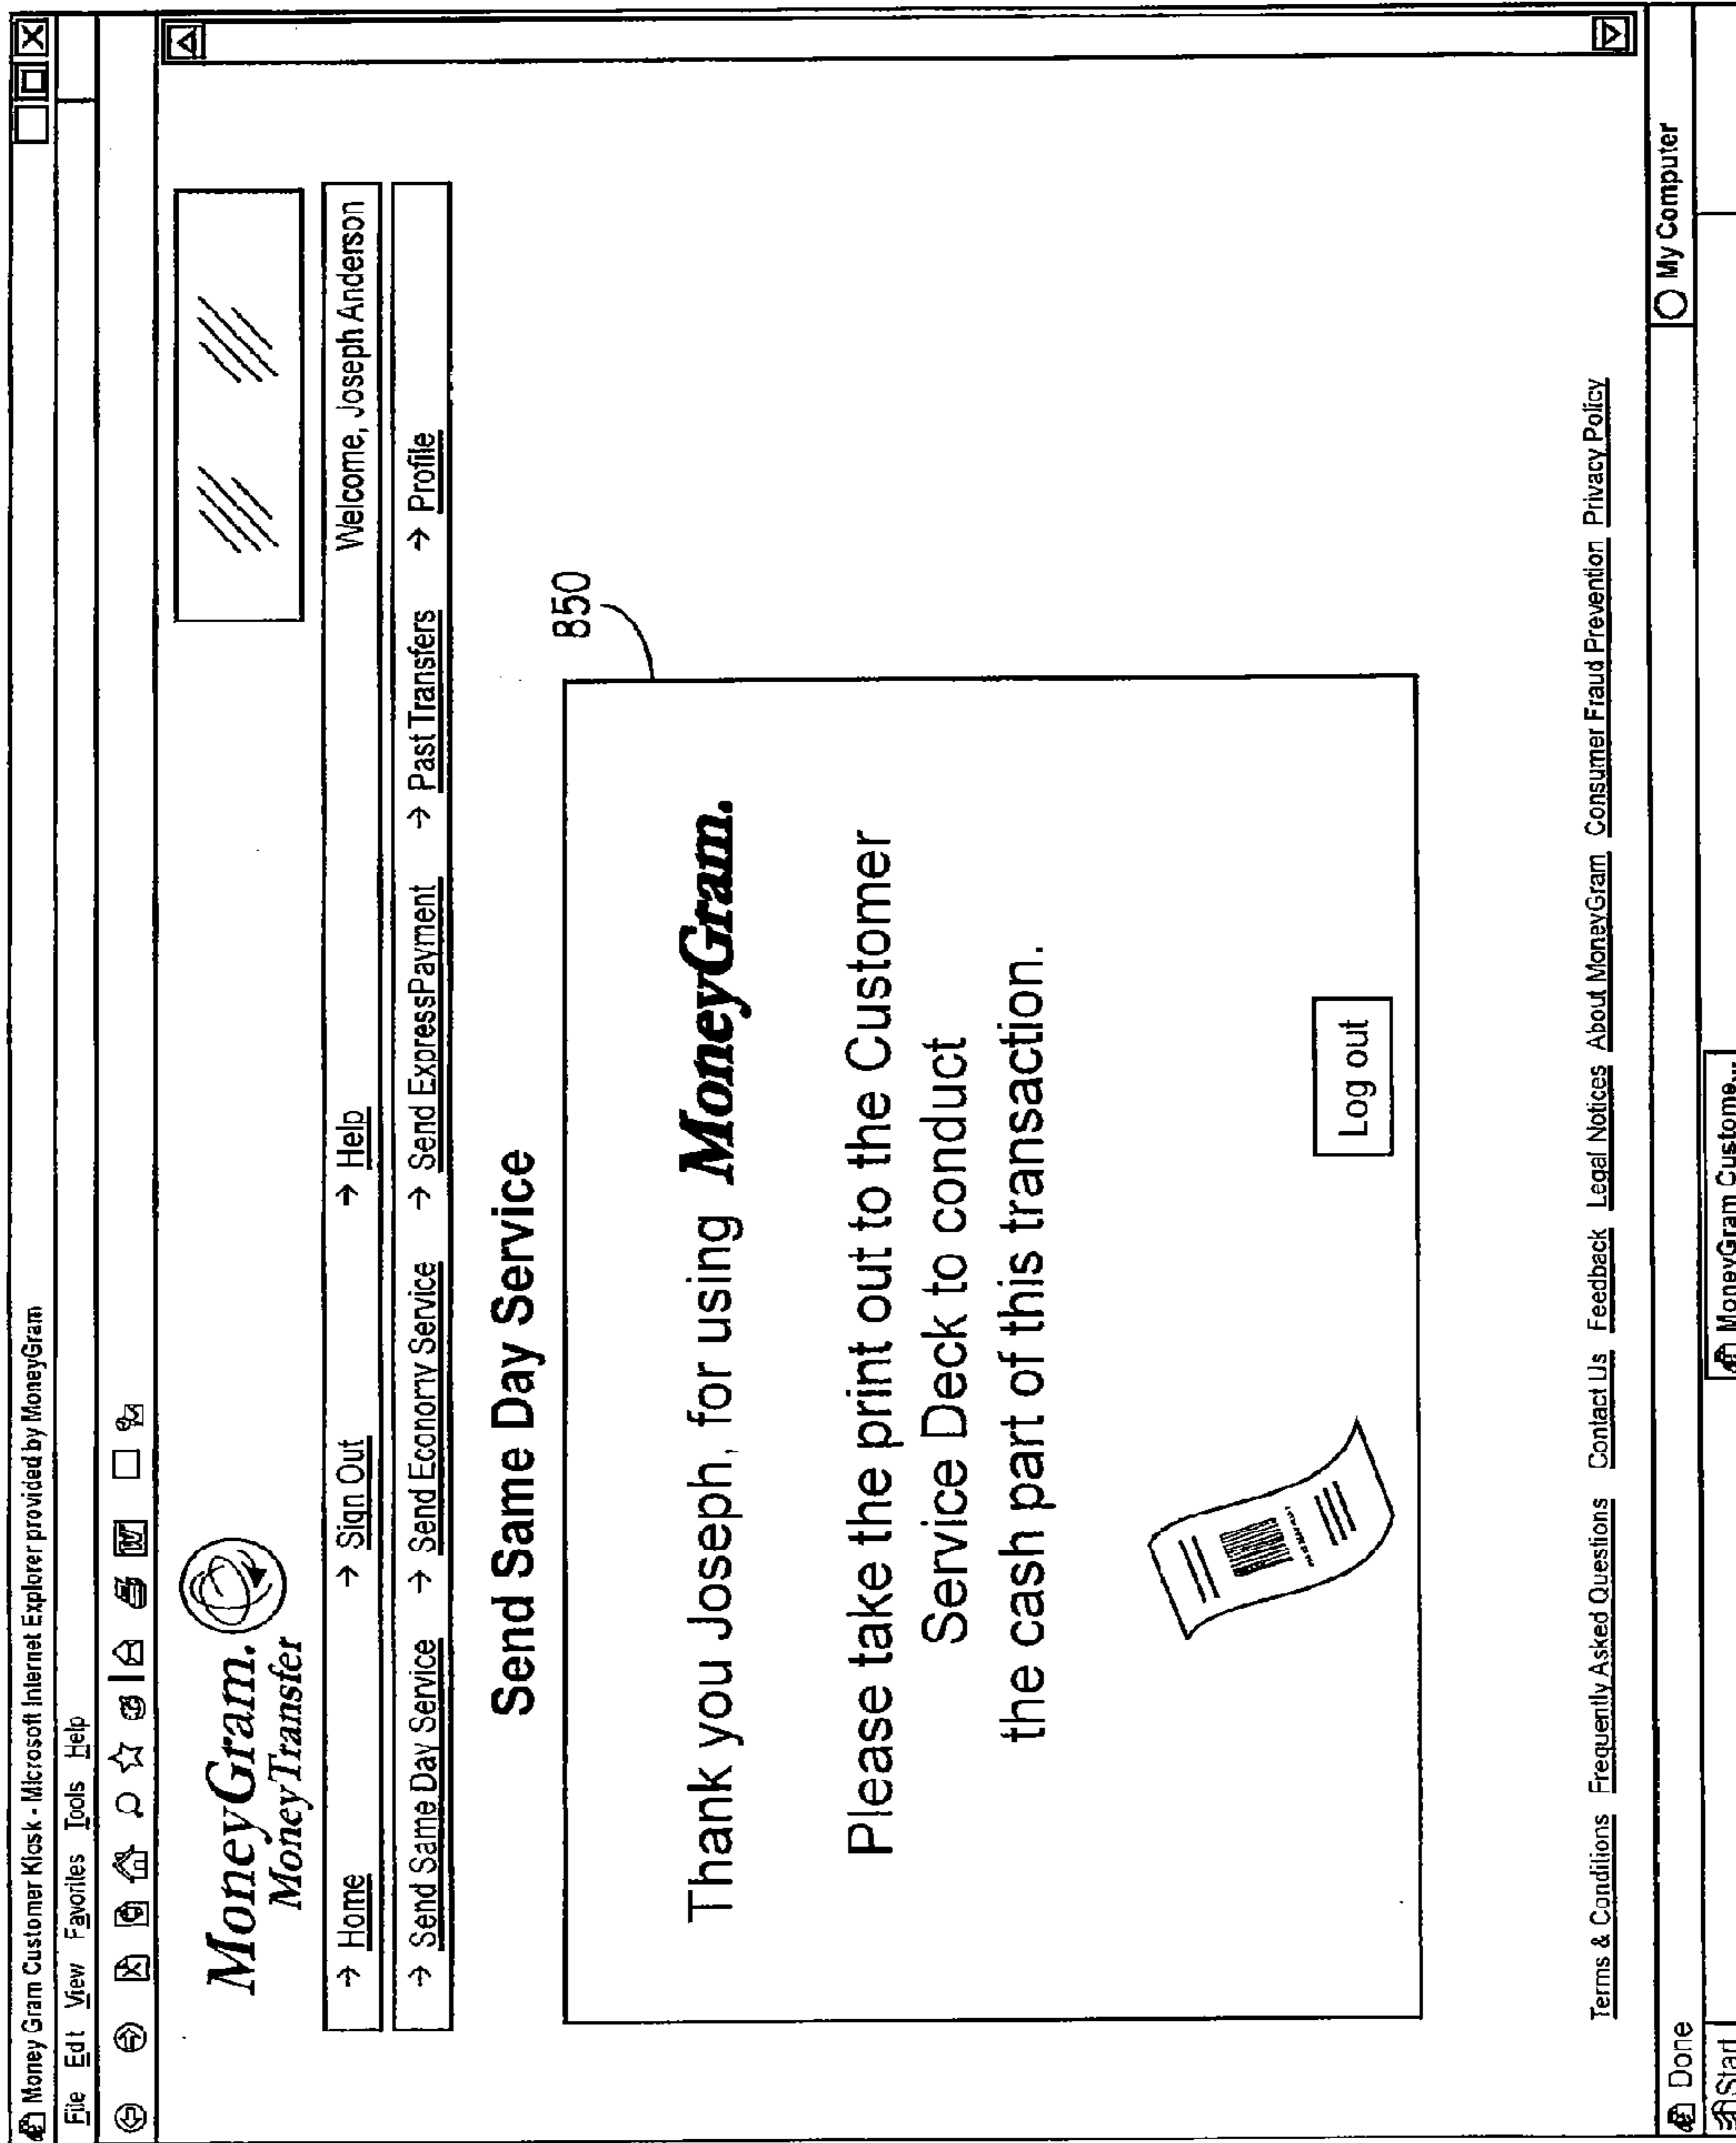 Money Gram Customer Kiosk - Microsoft Internet Explorer provided by MoneyGram
File Edit View Favorites Tools Help
W
MoneyGram.
MoneyTransfer
→ Home → Sign Out → Help Welcome, Joseph Anderson
→ Send Same Day Service → Send Economy Service → Send ExpressPayment → Past Transfers → Profile
Send Same Day Service
850
Thank you Joseph, for using MoneyGram.
Please take the print out to the Customer
Service Deck to conduct
the cash part of this transaction.
Log out
Terms & Conditions Frequently Asked Questions Contact Us Feedback Legal Notices About MoneyGram Consumer Fraud Prevention Privacy Policy
Done My Computer
Start MoneyGram Custome...